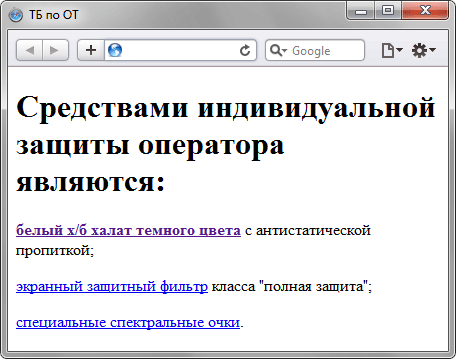 ТБ по ОТ
Google
Средствами индивидуальной
защиты оператора
являются:
белый х/б халат темного цвета с антистатической
пропиткой;
экранный зашитный фильтр класса "полная защита";
специальные спектральные очки.